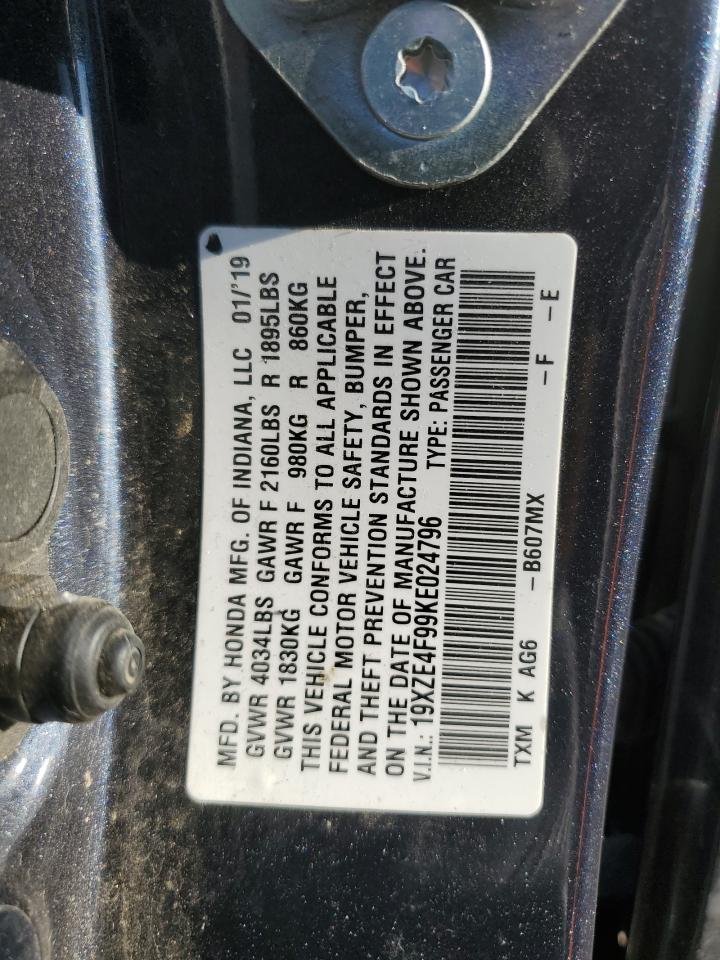 MFD. BY HONDA MFG. OF INDIANA, LLC 01/'19
GVWR 4034LBS GAWR F 2160LBS R 1895LBS
GVWR 1830KG GAWR F 980KG R 860KG
THIS VEHICLE CONFORMS TO ALL APPLICABLE
FEDERAL MOTOR VEHICLE SAFETY, BUMPER,
AND THEFT PREVENTION STANDARDS IN EFFECT
ON THE DATE OF MANUFACTURE SHOWN ABOVE.
V.I.N.: 19XZE4F99KE024796 TYPE: PASSENGER CAR
TXM K AG6 -B607MX -F -E